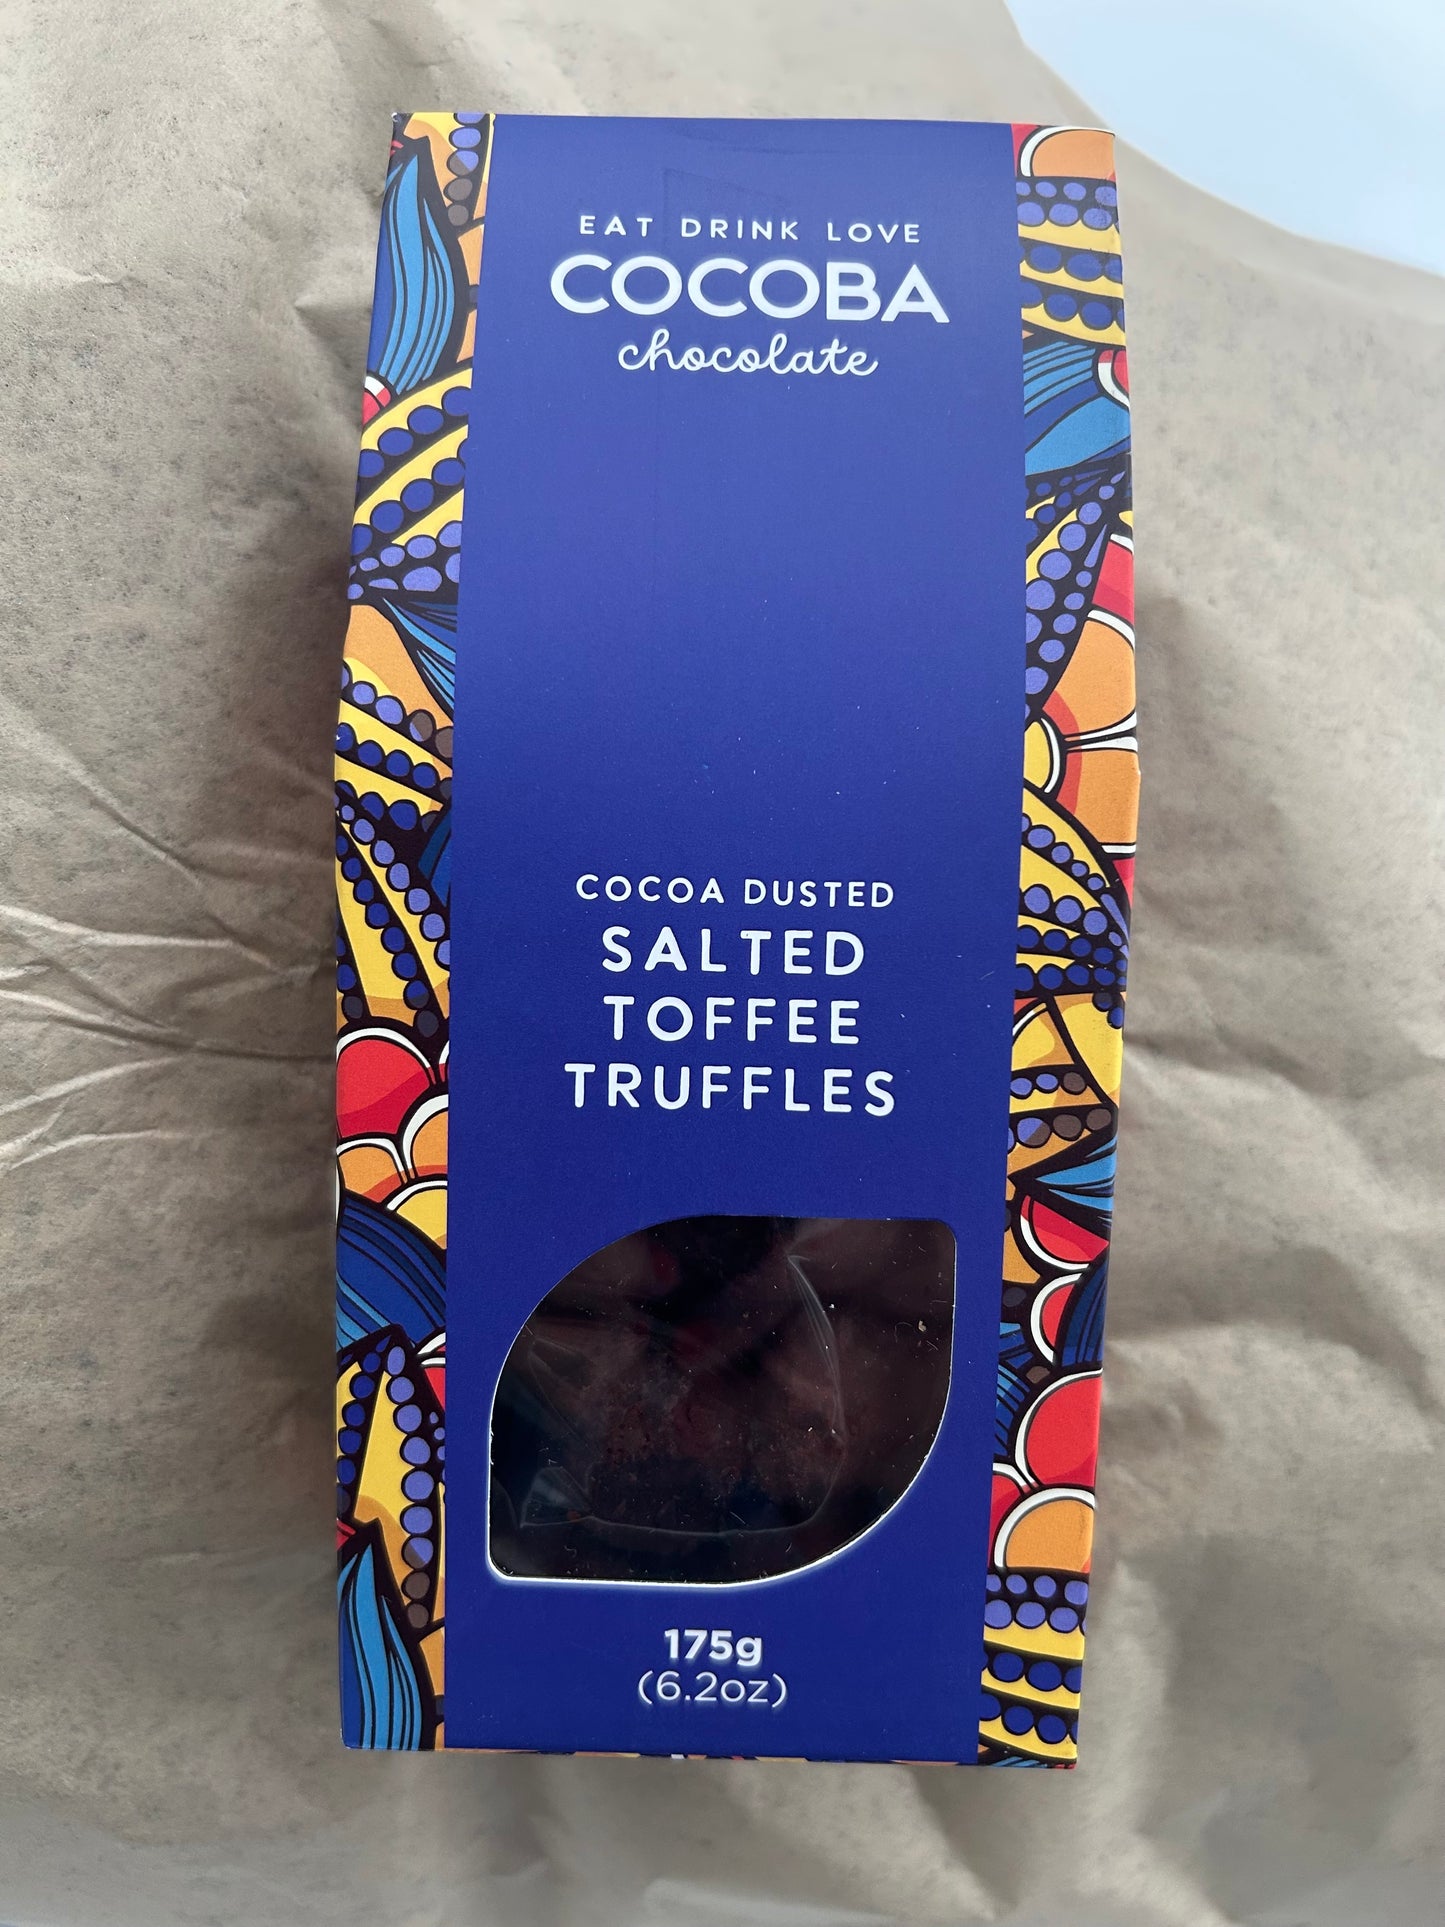 EAT DRINK LOVE
COCOBA
chocolate
COCOA DUSTED
SALTED
TOFFEE
TRUFFLES
175g
(6.2oz)